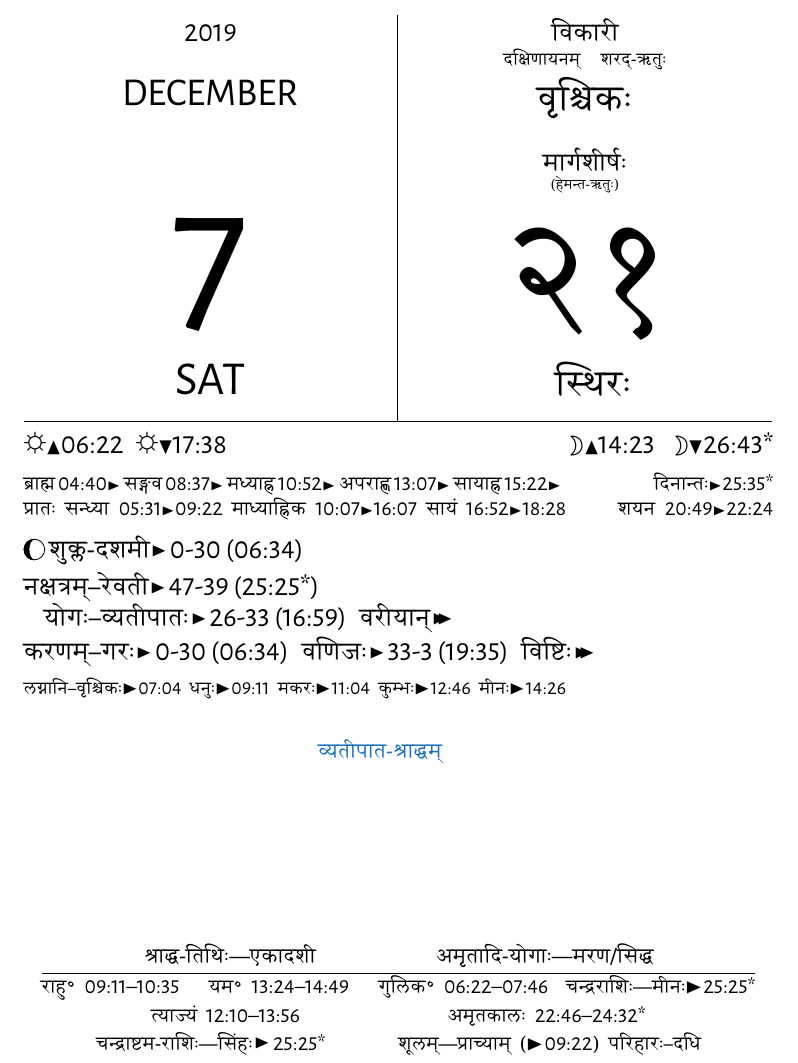 2019
DECEMBER
7
SAT
विकारी
दक्षिणायनम् शरद्-ऋतुः
वृश्चिकः
मार्गशीर्षः
(हेमन्त-ऋतुः)
२१
स्थिरः
☼▲06:22 ☼▼17:38 ☽▲14:23 ☽▼26:43*
ब्राह्म 04:40► सङ्गव 08:37► मध्याह्न 10:52► अपराह्ण 13:07► सायाह्न 15:22► दिनान्तः►25:35*
प्रातः सन्ध्या 05:31►09:22 माध्याह्निक 10:07►16:07 सायं 16:52►18:28 शयन 20:49►22:24
शुक्ल-दशमी►0-30 (06:34)
नक्षत्रम्–रेवती►47-39 (25:25*)
योगः–व्यतीपातः►26-33 (16:59) वरीयान्►►
करणम्–गरः►0-30 (06:34) वणिजः►33-3 (19:35) विष्टिः►►
लग्नानि–वृश्चिकः►07:04 धनुः►09:11 मकरः►11:04 कुम्भः►12:46 मीनः►14:26
व्यतीपात-श्राद्धम्
श्राद्ध-तिथिः—एकादशी अमृतादि-योगाः—मरण/सिद्ध
राहु° 09:11–10:35 यम° 13:24–14:49 गुलिक° 06:22–07:46 चन्द्रराशिः—मीनः►25:25*
त्याज्यं 12:10–13:56 अमृतकालः 22:46–24:32*
चन्द्राष्टम-राशिः—सिंहः► 25:25* शूलम्—प्राच्याम् (►09:22) परिहारः–दधि